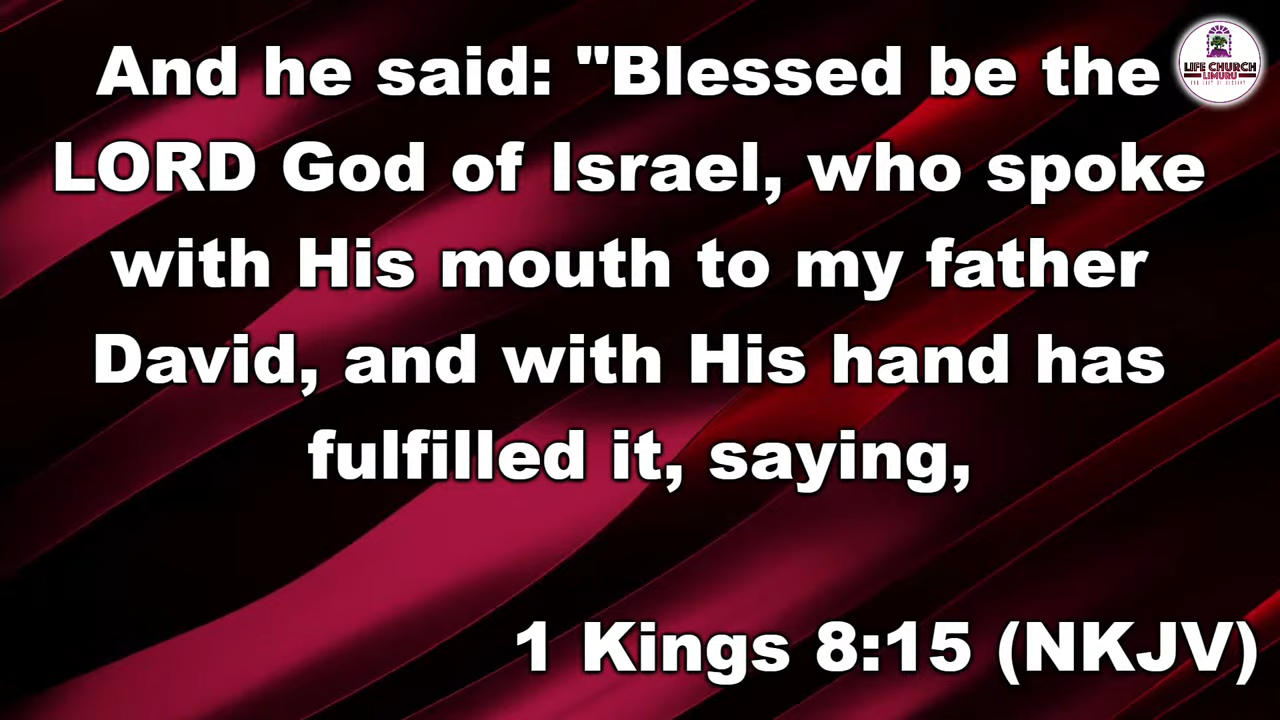 And he said: "Blessed be the
LORD God of Israel, who spoke
with His mouth to my father
David, and with His hand has
fulfilled it, saying,
1 Kings 8:15 (NKJV)
LIFE CHURCH
LIMURU